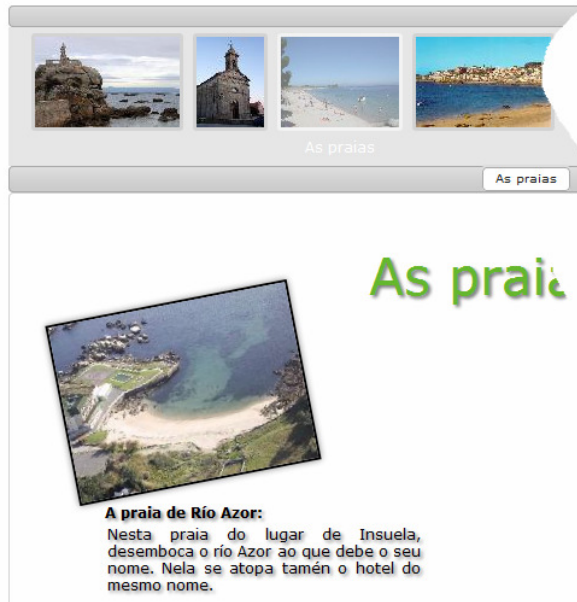 As praias
As praias
As praia
A praia de Río Azor:
Nesta praia do lugar de Insuela,
desemboca o río Azor ao que debe o seu
nome. Nela se atopa tamén o hotel do
mesmo nome.